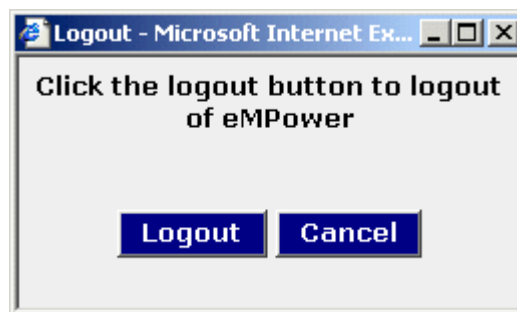 Logout - Microsoft Internet Ex...
Click the logout button to logout
of eMPower
Logout Cancel